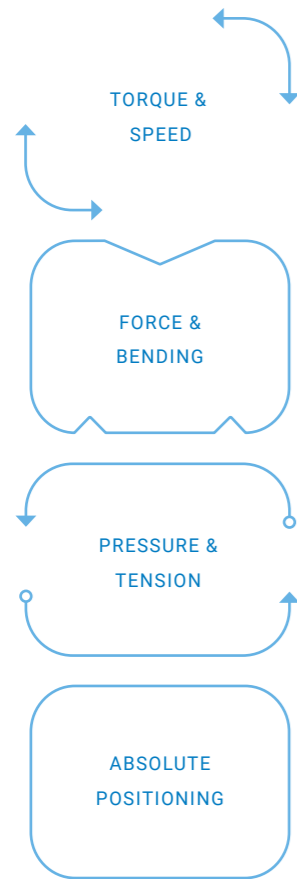 TORQUE &
SPEED
FORCE &
BENDING
PRESSURE &
TENSION
ABSOLUTE
POSITIONING